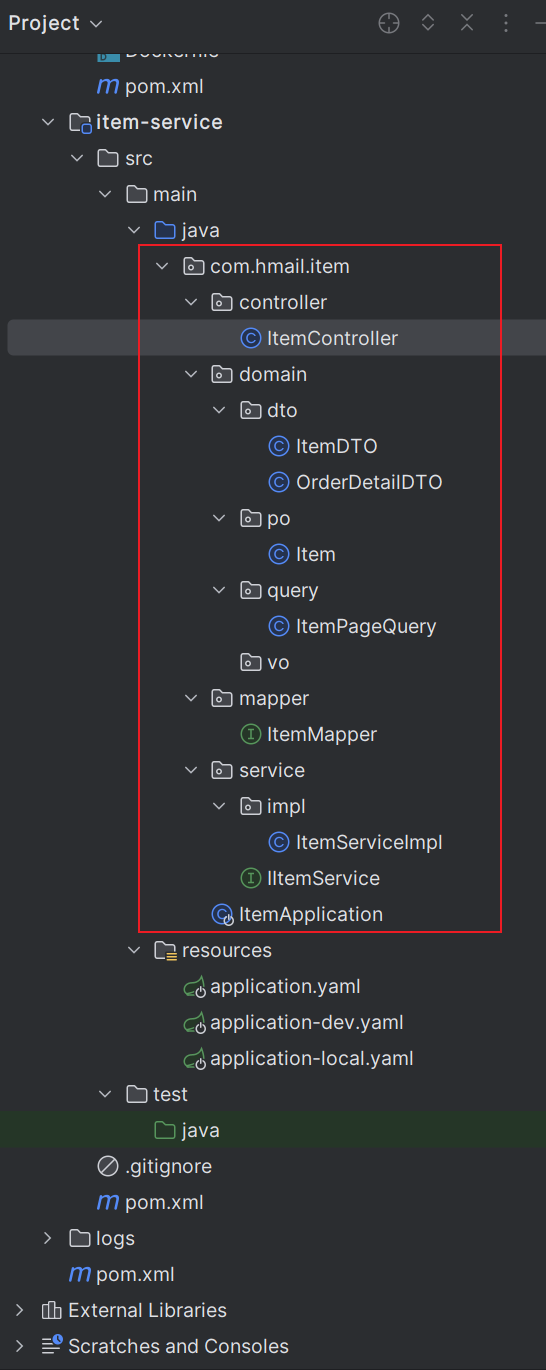 Project
Dockerfile
pom.xml
item-service
src
main
java
com.hmail.item
controller
ItemController
domain
dto
ItemDTO
OrderDetailDTO
po
Item
query
ItemPageQuery
vo
mapper
ItemMapper
service
impl
ItemServiceImpl
IItemService
ItemApplication
resources
application.yaml
application-dev.yaml
application-local.yaml
test
java
.gitignore
pom.xml
logs
pom.xml
External Libraries
Scratches and Consoles